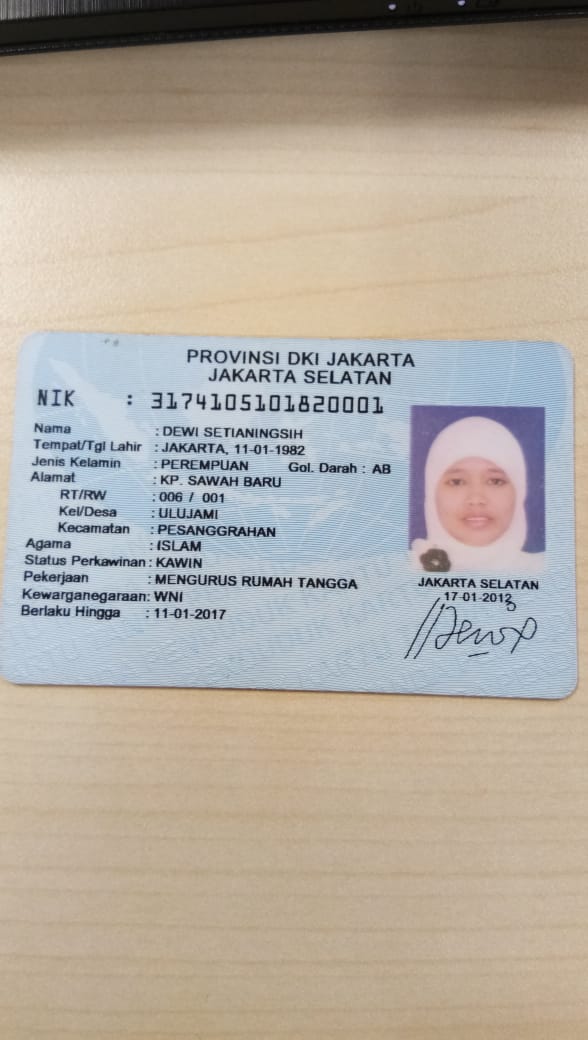 PROVINSI DKI JAKARTA
JAKARTA SELATAN
NIK : 3174105101820001
Nama : DEWI SETIANINGSIH
Tempat/Tgl Lahir : JAKARTA, 11-01-1982
Jenis Kelamin : PEREMPUAN Gol. Darah : AB
Alamat : KP. SAWAH BARU
RT/RW : 006 / 001
Kel/Desa : ULUJAMI
Kecamatan : PESANGGRAHAN
Agama : ISLAM
Status Perkawinan : KAWIN
Pekerjaan : MENGURUS RUMAH TANGGA
Kewarganegaraan: WNI
Berlaku Hingga : 11-01-2017
JAKARTA SELATAN
17-01-2013